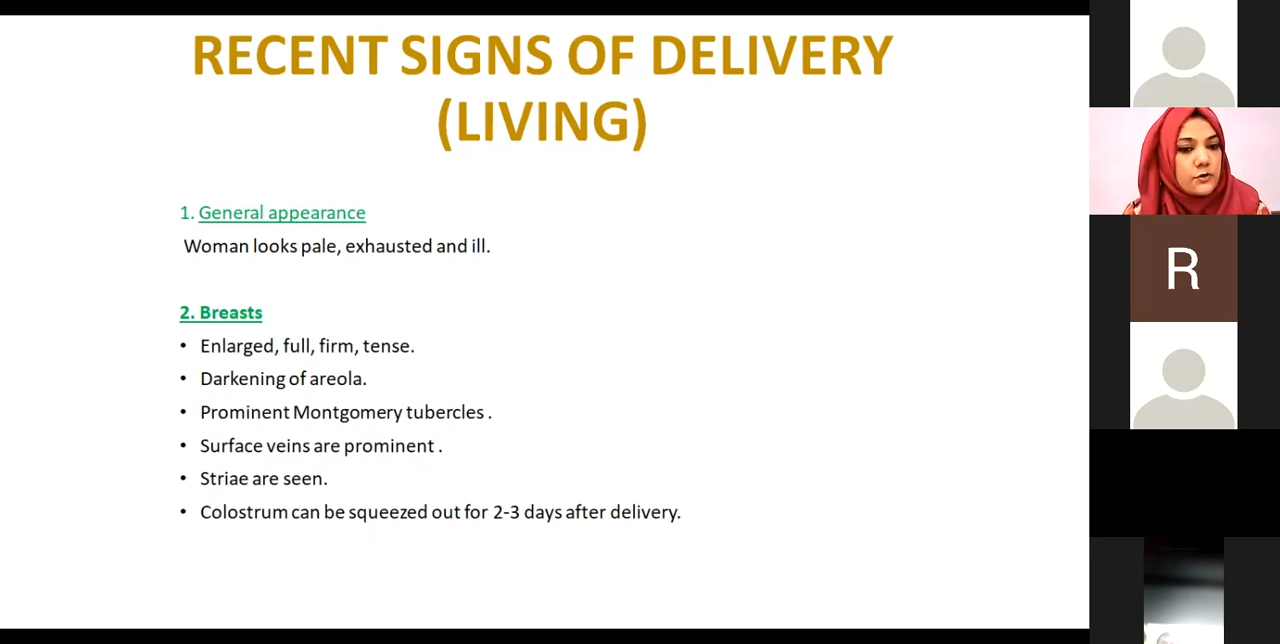 RECENT SIGNS OF DELIVERY
(LIVING)
1. General appearance
Woman looks pale, exhausted and ill.
2. Breasts
• Enlarged, full, firm, tense.
• Darkening of areola.
• Prominent Montgomery tubercles .
• Surface veins are prominent .
• Striae are seen.
• Colostrum can be squeezed out for 2-3 days after delivery.
R